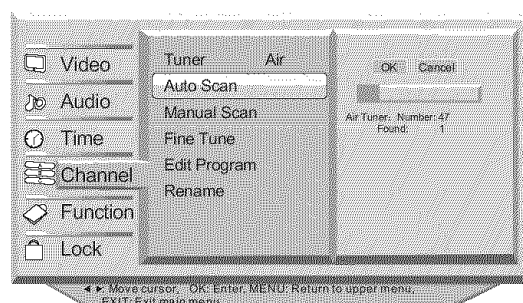 Video
Audio
Time
Channel
Function
Lock
Tuner Air
Auto Scan
Manual Scan
Fine Tune
Edit Program
Rename
OK Cancel
Air Tuner, Number: 47
Found: 1
Move cursor, OK: Enter, MENU: Return to upper menu,
EXIT: Exit main menu